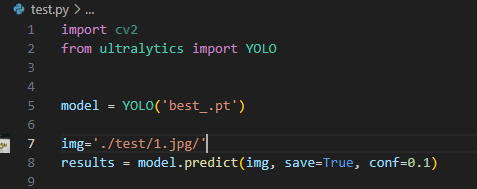 test.py > ...
1 import cv2
2 from ultralytics import YOLO
3
4
5 model = YOLO('best_.pt')
6
7 img='./test/1.jpg/'
8 results = model.predict(img, save=True, conf=0.1)